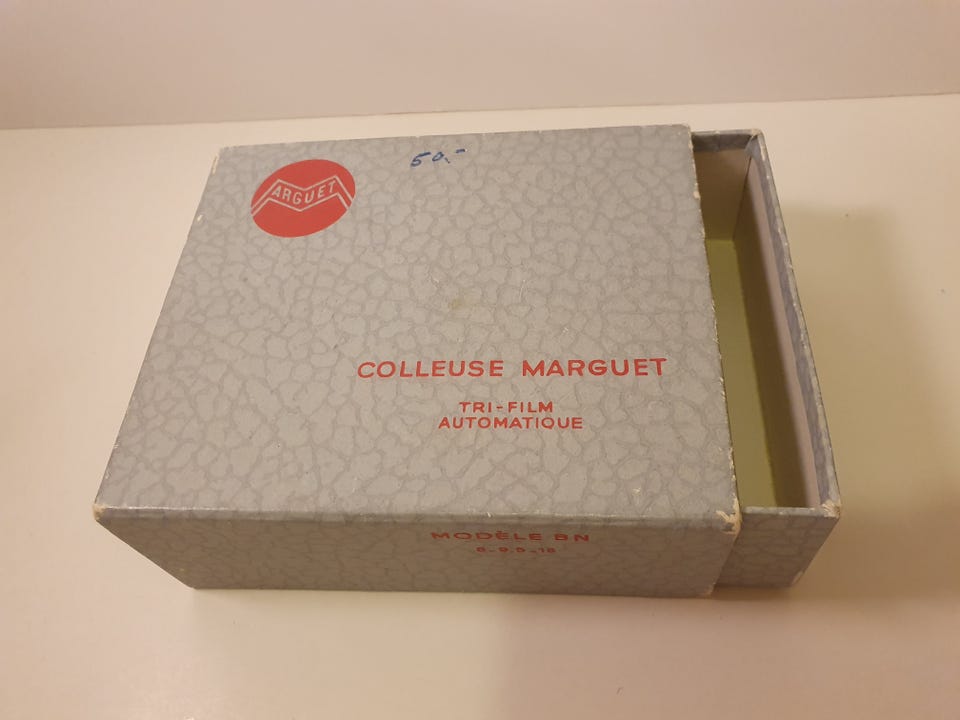 50.-
MARGUET
COLLEUSE MARGUET
TRI-FILM
AUTOMATIQUE
MODÈLE BN
8-9,5-16